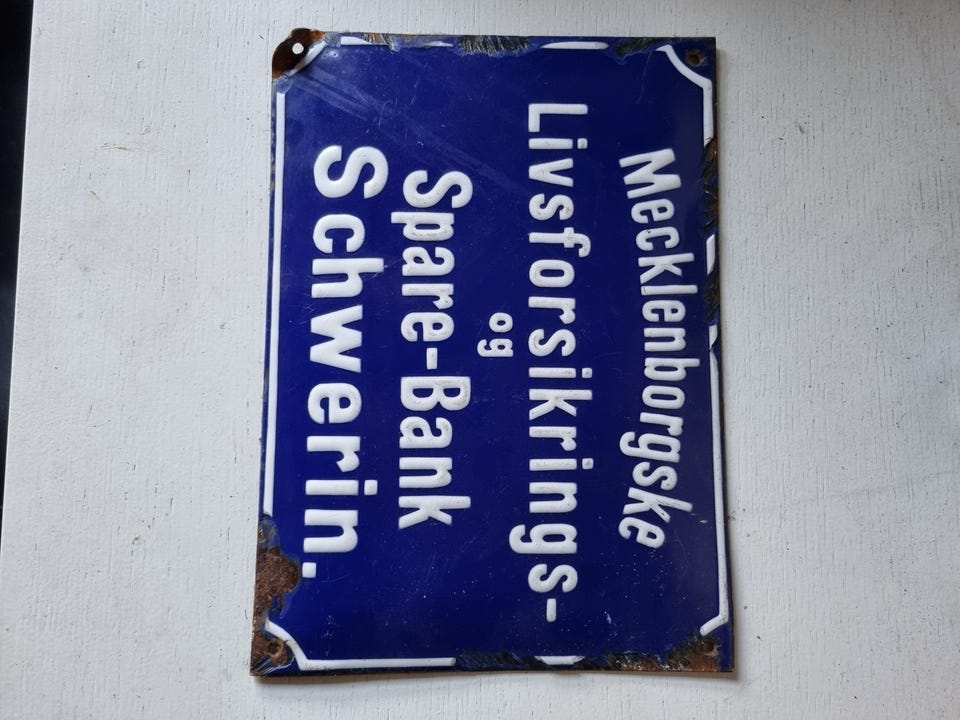 Mecklenborgske
Livsforsikrings-
og
Spare-Bank
Schwerin.